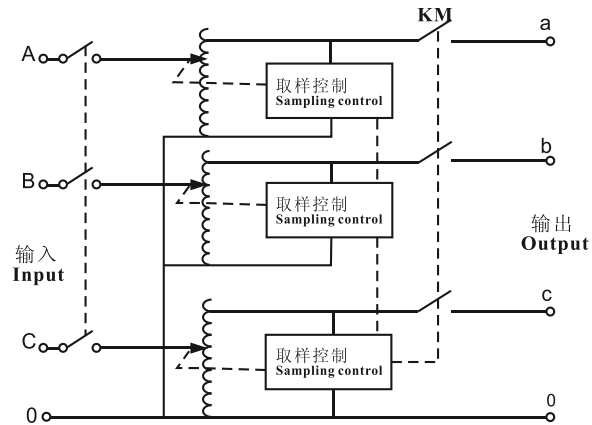 KM
a
A
取样控制
Sampling control
b
B
取样控制
Sampling control
输入
Input
输出
Output
c
C
取样控制
Sampling control
0
0